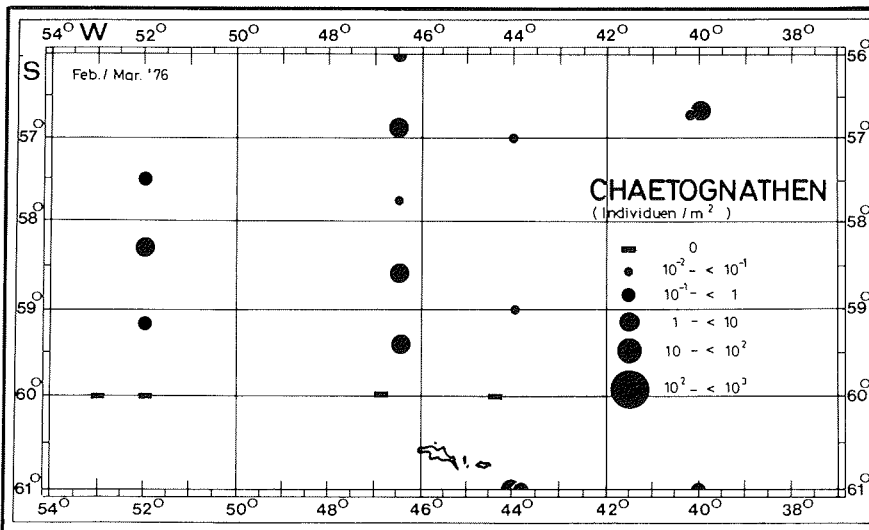 54° W 52° 50° 48° 46° 44° 42° 40°
S Feb./ Mar. '76 56°
57° 57°
CHAETOGNATHEN
( Individuen / m² )
58° 58°
0
10⁻² - < 10⁻¹
10⁻¹ - < 1
59° 59°
1 - < 10
10 - < 10²
10² - < 10³
60° 60°
61° 61°
54° 52° 50° 48° 46° 44° 42° 40°